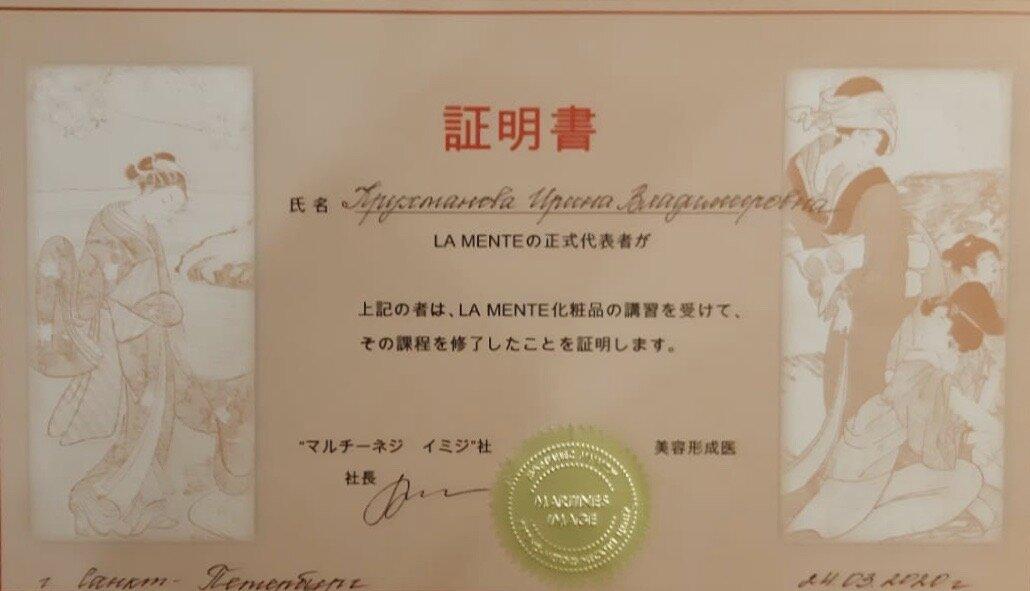 証明書
氏名 Трухманова Ирина Владимировна
LA MENTEの正式代表者が
上記の者は、LA MENTE化粧品の講習を受けて、
その課程を修了したことを証明します。
"マルチーネジ　イミジ"社
美容形成医
社長
MARTINES
IMAGE
г Санкт-Петербург
24.03.2020 г